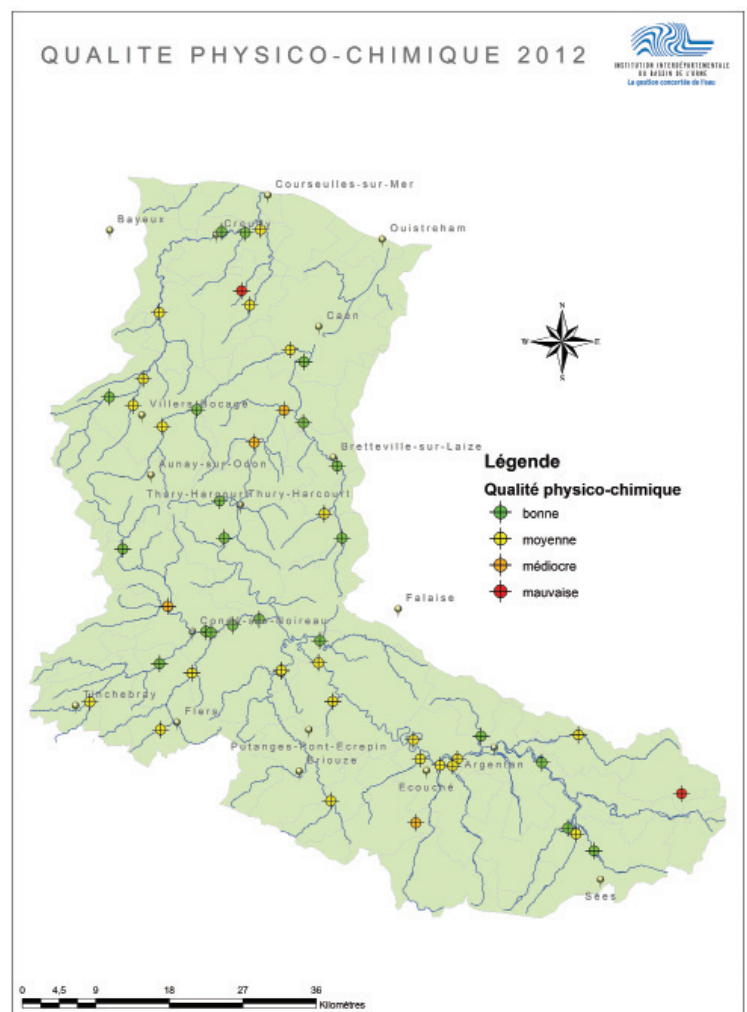 QUALITE PHYSICO-CHIMIQUE 2012
INSTITUTION INTERDÉPARTEMENTALE
DU BASSIN DE L'ORNE
La gestion concertée de l'eau
Courseulles-sur-Mer
Bayeux
Creully
Ouistreham
Caen
N
W
E
S
Villers-Bocage
Bretteville-sur-Laize
Aunay-sur-Odon
Thury-Harcourt
Thury-Harcourt
Légende
Qualité physico-chimique
bonne
moyenne
médiocre
mauvaise
Falaise
Condé-sur-Noireau
Tinchebray
Flers
Putanges-Pont-Ecrepin
Briouze
Argentan
Ecouché
Sées
0 4,5 9 18 27 36
Kilomètres